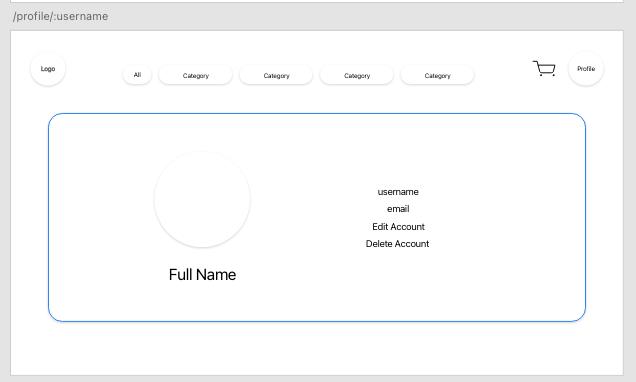 /profile/:username
Logo
All
Category
Category
Category
Category
Profile
username
email
Edit Account
Delete Account
Full Name